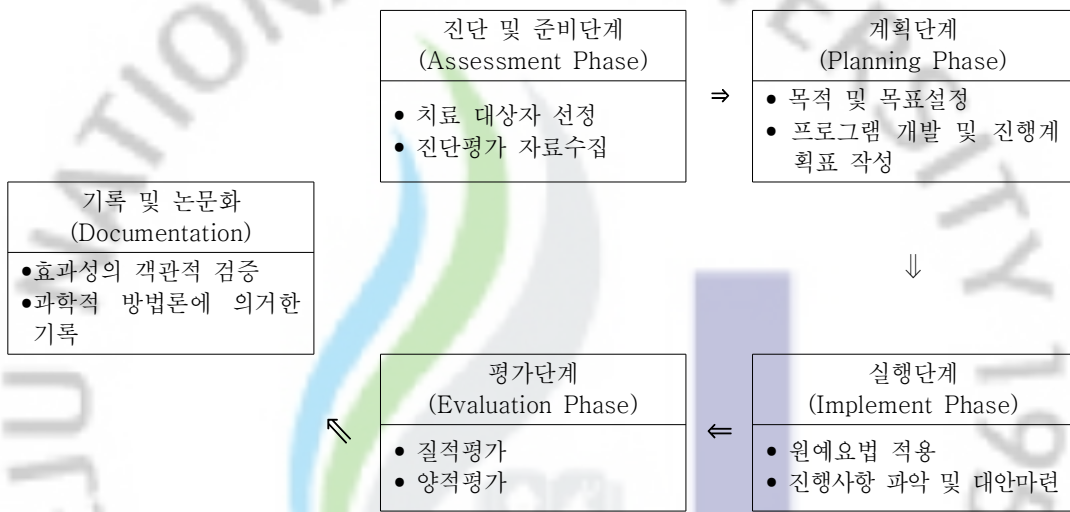 진단 및 준비단계
(Assessment Phase)
• 치료 대상자 선정
• 진단평가 자료수집
⇒
계획단계
(Planning Phase)
• 목적 및 목표설정
• 프로그램 개발 및 진행계
획표 작성
⇓
실행단계
(Implement Phase)
• 원예요법 적용
• 진행사항 파악 및 대안마련
⇐
평가단계
(Evaluation Phase)
• 질적평가
• 양적평가
⇖
기록 및 논문화
(Documentation)
•효과성의 객관적 검증
•과학적 방법론에 의거한
기록